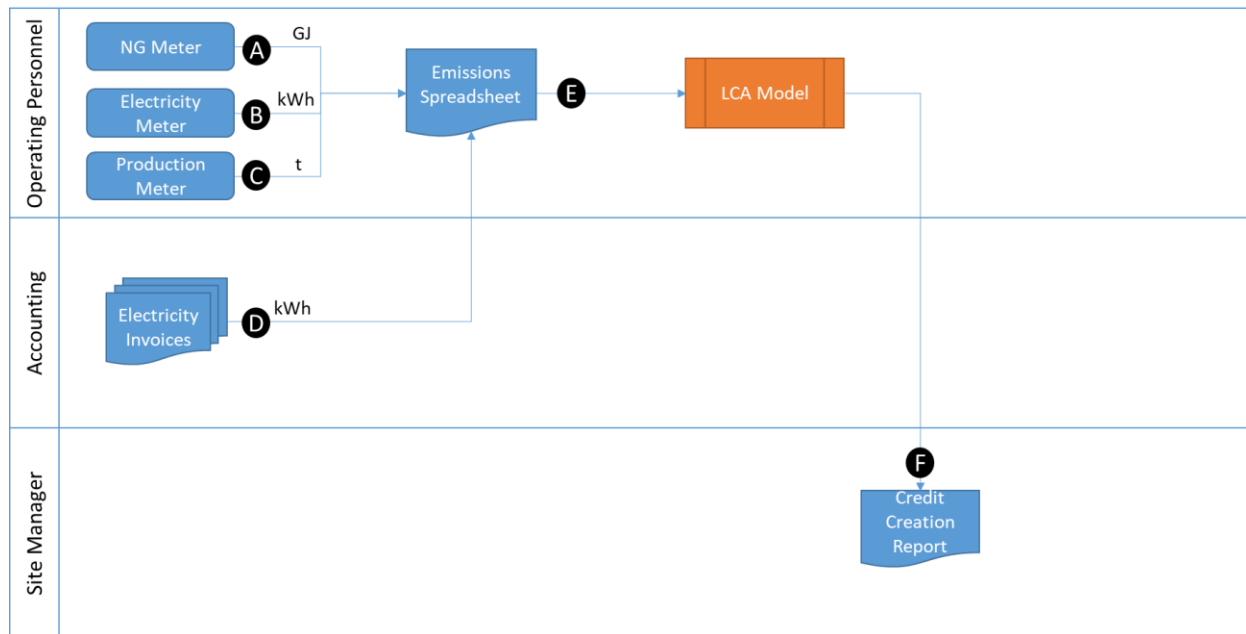 Operating Personnel
NG Meter
A
GJ
Electricity
Meter
B
kWh
Production
Meter
C
t
Emissions
Spreadsheet
E
LCA Model
Accounting
Electricity
Invoices
D
kWh
Site Manager
F
Credit
Creation
Report